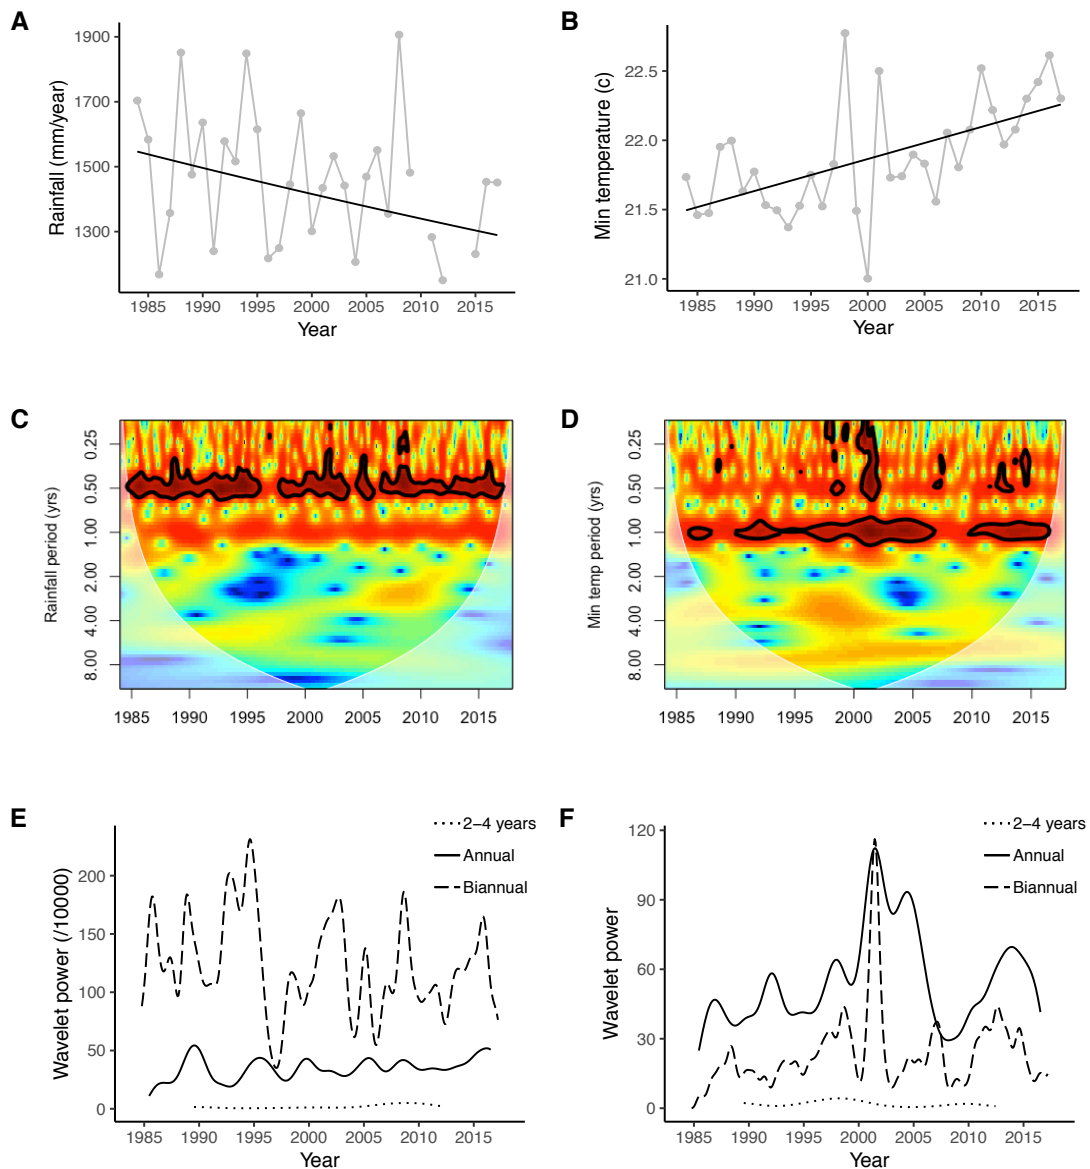 A
Rainfall (mm/year)
1900
1700
1500
1300
1985 1990 1995 2000 2005 2010 2015
Year
B
Min temperature (c)
22.5
22.0
21.5
21.0
1985 1990 1995 2000 2005 2010 2015
Year
C
Rainfall period (yrs)
0.25
0.50
1.00
2.00
4.00
8.00
1985 1990 1995 2000 2005 2010 2015
D
Min temp period (yrs)
0.25
0.50
1.00
2.00
4.00
8.00
1985 1990 1995 2000 2005 2010 2015
E
2−4 years
Annual
Biannual
Wavelet power (/10000)
200
150
100
50
0
1985 1990 1995 2000 2005 2010 2015
Year
F
2−4 years
Annual
Biannual
Wavelet power
120
90
60
30
0
1985 1990 1995 2000 2005 2010 2015
Year